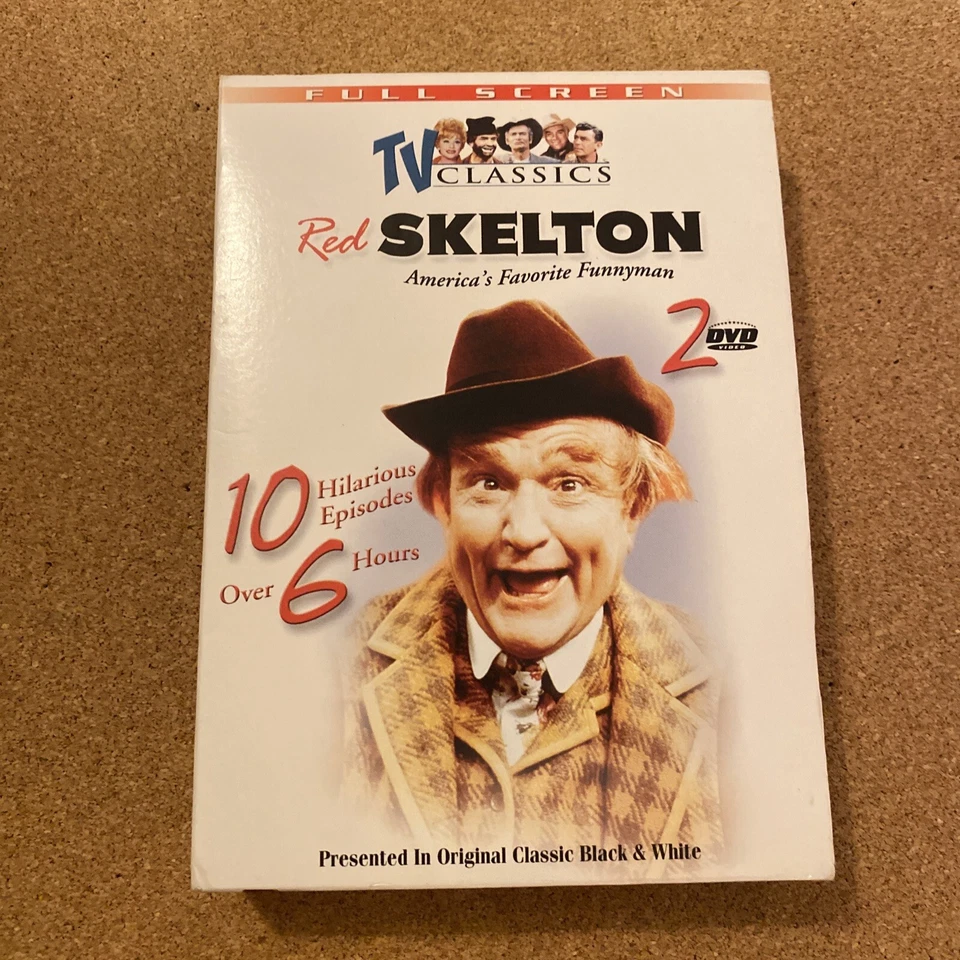 FULL SCREEN
TV CLASSICS
Red SKELTON
America's Favorite Funnyman
2 DVD
VIDEO
10 Hilarious
Episodes
Over 6 Hours
Presented In Original Classic Black & White